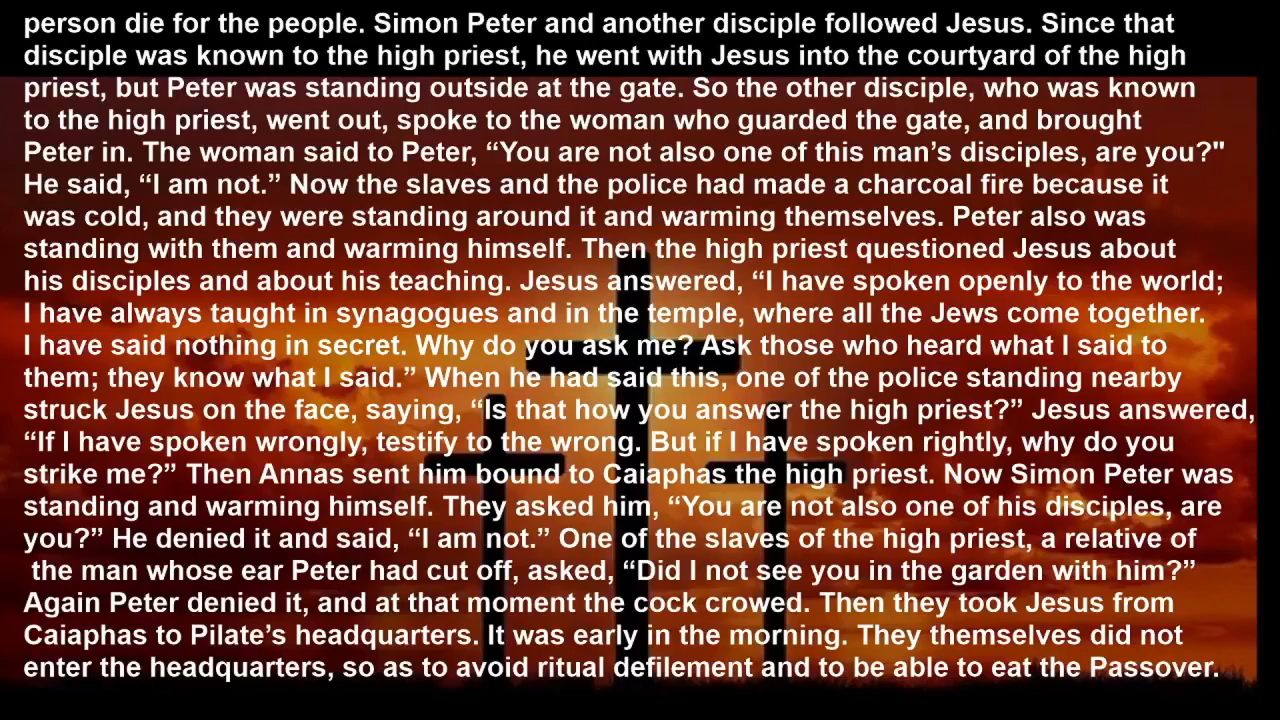 person die for the people. Simon Peter and another disciple followed Jesus. Since that
disciple was known to the high priest, he went with Jesus into the courtyard of the high
priest, but Peter was standing outside at the gate. So the other disciple, who was known
to the high priest, went out, spoke to the woman who guarded the gate, and brought
Peter in. The woman said to Peter, “You are not also one of this man’s disciples, are you?"
He said, “I am not.” Now the slaves and the police had made a charcoal fire because it
was cold, and they were standing around it and warming themselves. Peter also was
standing with them and warming himself. Then the high priest questioned Jesus about
his disciples and about his teaching. Jesus answered, “I have spoken openly to the world;
I have always taught in synagogues and in the temple, where all the Jews come together.
I have said nothing in secret. Why do you ask me? Ask those who heard what I said to
them; they know what I said.” When he had said this, one of the police standing nearby
struck Jesus on the face, saying, “Is that how you answer the high priest?” Jesus answered,
“If I have spoken wrongly, testify to the wrong. But if I have spoken rightly, why do you
strike me?” Then Annas sent him bound to Caiaphas the high priest. Now Simon Peter was
standing and warming himself. They asked him, “You are not also one of his disciples, are
you?” He denied it and said, “I am not.” One of the slaves of the high priest, a relative of
the man whose ear Peter had cut off, asked, “Did I not see you in the garden with him?”
Again Peter denied it, and at that moment the cock crowed. Then they took Jesus from
Caiaphas to Pilate’s headquarters. It was early in the morning. They themselves did not
enter the headquarters, so as to avoid ritual defilement and to be able to eat the Passover.